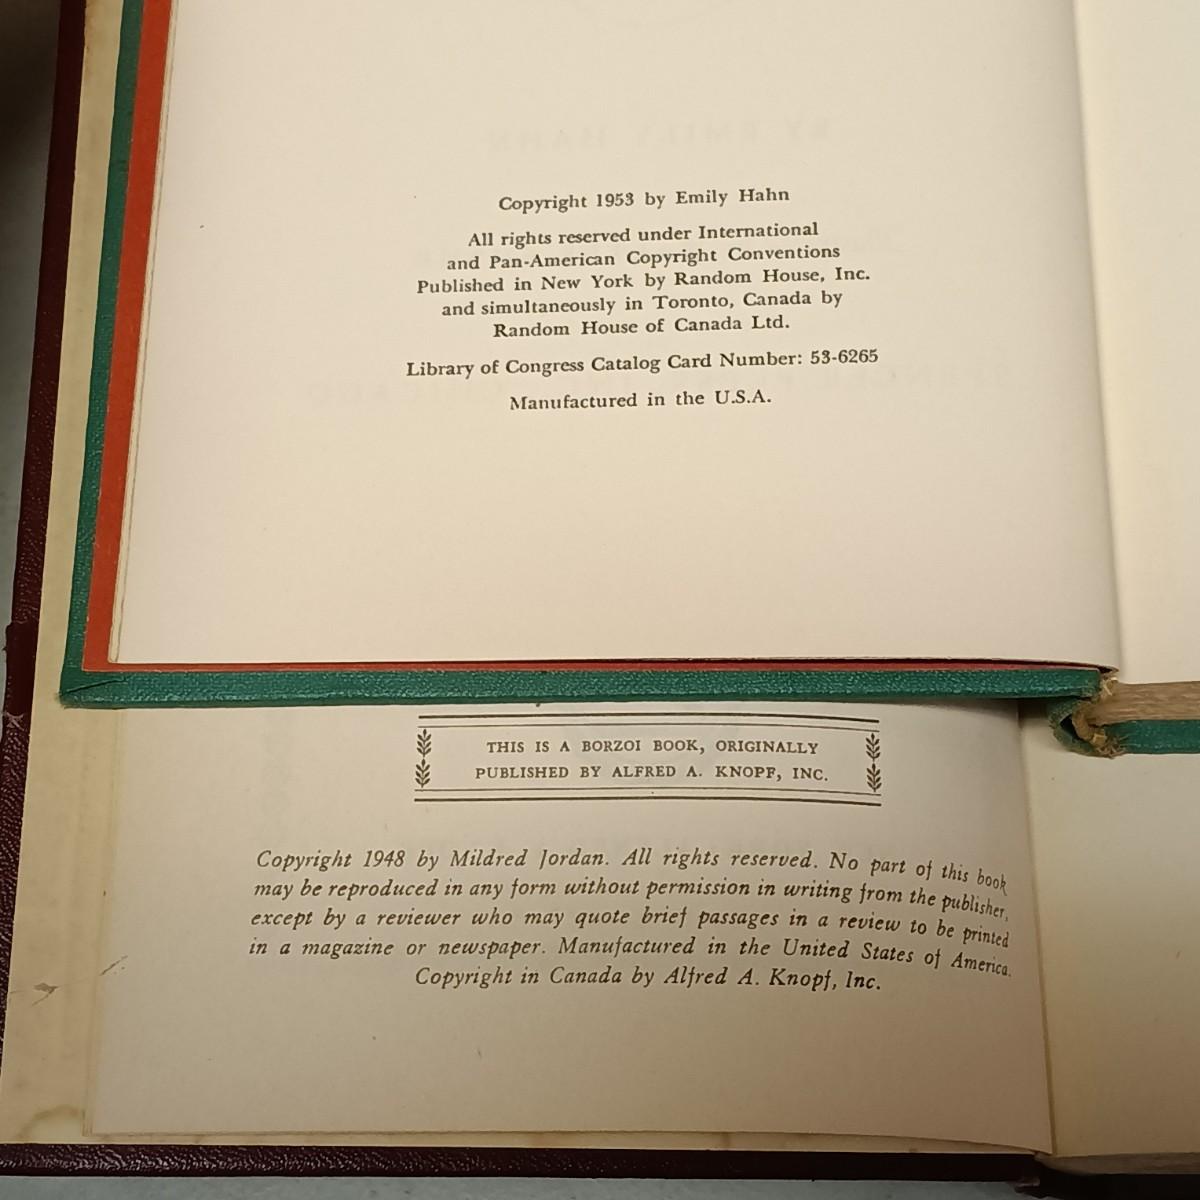 Copyright 1953 by Emily Hahn
All rights reserved under International
and Pan-American Copyright Conventions
Published in New York by Random House, Inc.
and simultaneously in Toronto, Canada by
Random House of Canada Ltd.
Library of Congress Catalog Card Number: 53-6265
Manufactured in the U.S.A.
THIS IS A BORZOI BOOK, ORIGINALLY
PUBLISHED BY ALFRED A. KNOPF, INC.
Copyright 1948 by Mildred Jordan. All rights reserved. No part of this book
may be reproduced in any form without permission in writing from the publisher,
except by a reviewer who may quote brief passages in a review to be printed
in a magazine or newspaper. Manufactured in the United States of America.
Copyright in Canada by Alfred A. Knopf, Inc.